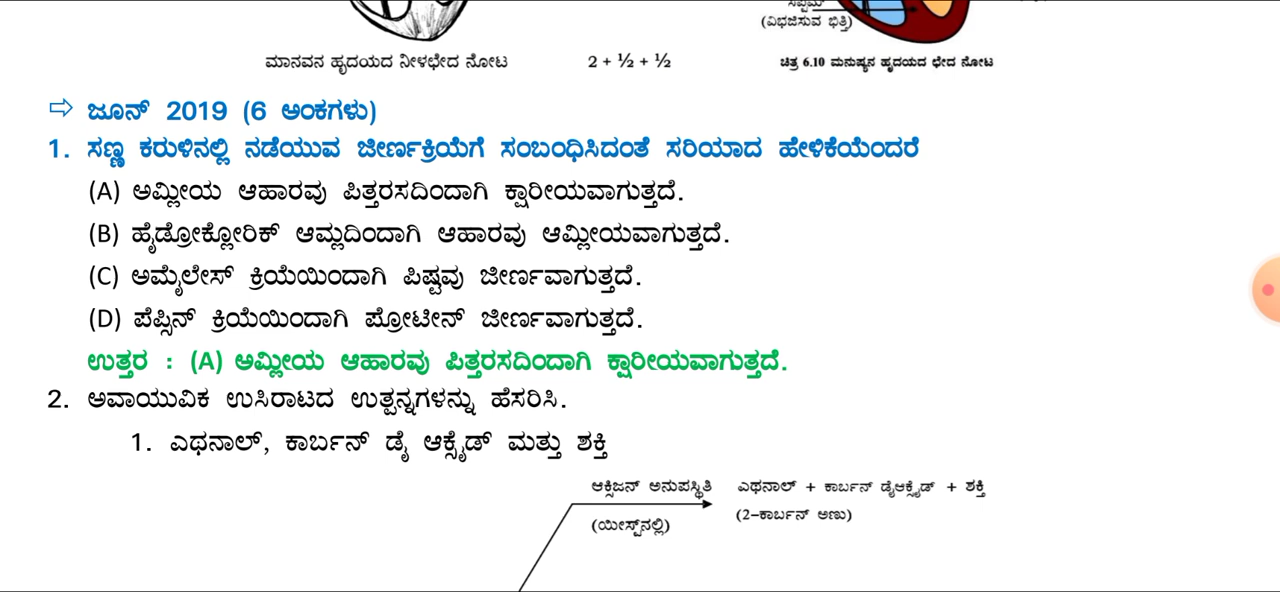 (ವಿಭಜಿಸುವ ಭಿತ್ತಿ)
ಮಾನವನ ಹೃದಯದ ನೀಳಛೇದ ನೋಟ 2 + ½ + ½ ಚಿತ್ರ 6.10 ಮನುಷ್ಯನ ಹೃದಯದ ಛೇದ ನೋಟ
⇨ ಜೂನ್ 2019 (6 ಅಂಕಗಳು)
1. ಸಣ್ಣ ಕರುಳಿನಲ್ಲಿ ನಡೆಯುವ ಜೀರ್ಣಕ್ರಿಯೆಗೆ ಸಂಬಂಧಿಸಿದಂತೆ ಸರಿಯಾದ ಹೇಳಿಕೆಯೆಂದರೆ
(A) ಅಮ್ಲೀಯ ಆಹಾರವು ಪಿತ್ತರಸದಿಂದಾಗಿ ಕ್ಷಾರೀಯವಾಗುತ್ತದೆ.
(B) ಹೈಡ್ರೋಕ್ಲೋರಿಕ್ ಆಮ್ಲದಿಂದಾಗಿ ಆಹಾರವು ಆಮ್ಲೀಯವಾಗುತ್ತದೆ.
(C) ಅಮೈಲೇಸ್ ಕ್ರಿಯೆಯಿಂದಾಗಿ ಪಿಷ್ಟವು ಜೀರ್ಣವಾಗುತ್ತದೆ.
(D) ಪೆಪ್ಸಿನ್ ಕ್ರಿಯೆಯಿಂದಾಗಿ ಪ್ರೋಟೀನ್ ಜೀರ್ಣವಾಗುತ್ತದೆ.
ಉತ್ತರ : (A) ಅಮ್ಲೀಯ ಆಹಾರವು ಪಿತ್ತರಸದಿಂದಾಗಿ ಕ್ಷಾರೀಯವಾಗುತ್ತದೆ.
2. ಅವಾಯುವಿಕ ಉಸಿರಾಟದ ಉತ್ಪನ್ನಗಳನ್ನು ಹೆಸರಿಸಿ.
1. ಎಥನಾಲ್, ಕಾರ್ಬನ್ ಡೈ ಆಕ್ಸೈಡ್ ಮತ್ತು ಶಕ್ತಿ
ಆಕ್ಸಿಜನ್ ಅನುಪಸ್ಥಿತಿ ಎಥನಾಲ್ + ಕಾರ್ಬನ್ ಡೈಆಕ್ಸೈಡ್ + ಶಕ್ತಿ
(ಯೀಸ್ಟ್‌ನಲ್ಲಿ) (2-ಕಾರ್ಬನ್ ಅಣು)